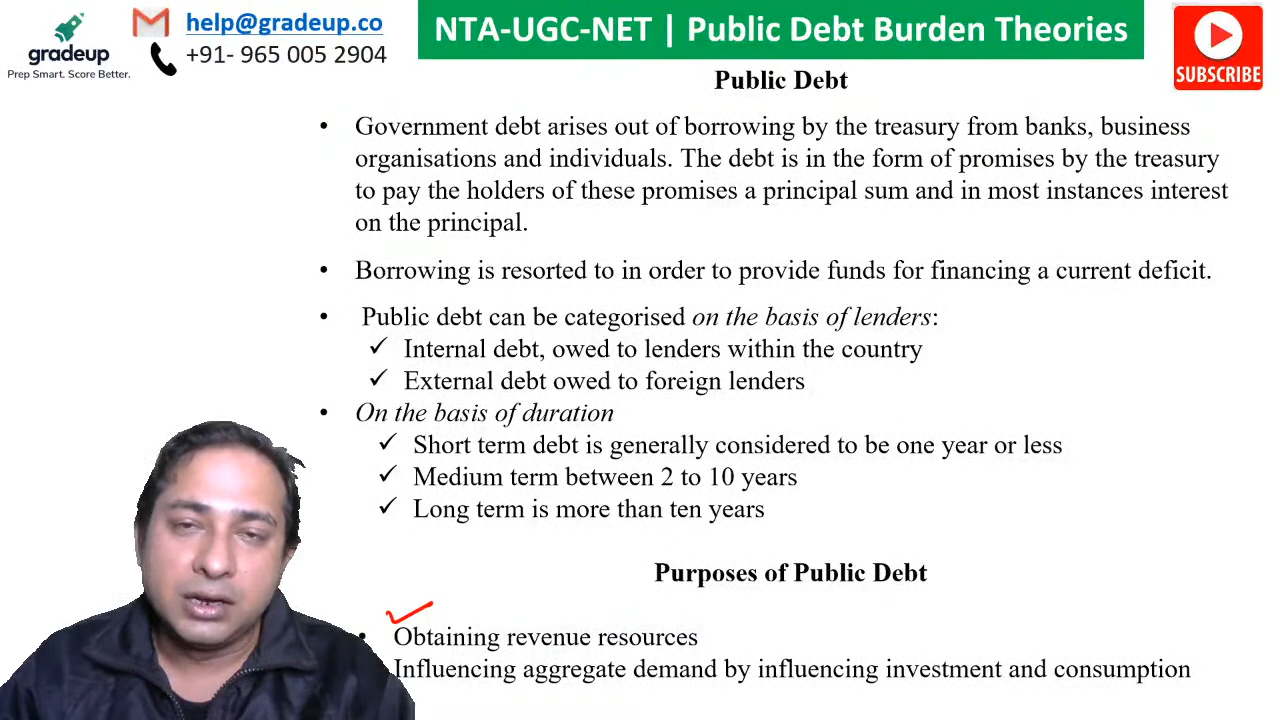 gradeup
Prep Smart. Score Better.
help@gradeup.co
+91- 965 005 2904
NTA-UGC-NET | Public Debt Burden Theories
SUBSCRIBE
Public Debt
• Government debt arises out of borrowing by the treasury from banks, business
organisations and individuals. The debt is in the form of promises by the treasury
to pay the holders of these promises a principal sum and in most instances interest
on the principal.
• Borrowing is resorted to in order to provide funds for financing a current deficit.
• Public debt can be categorised on the basis of lenders:
✓ Internal debt, owed to lenders within the country
✓ External debt owed to foreign lenders
• On the basis of duration
✓ Short term debt is generally considered to be one year or less
✓ Medium term between 2 to 10 years
✓ Long term is more than ten years
Purposes of Public Debt
• Obtaining revenue resources
Influencing aggregate demand by influencing investment and consumption